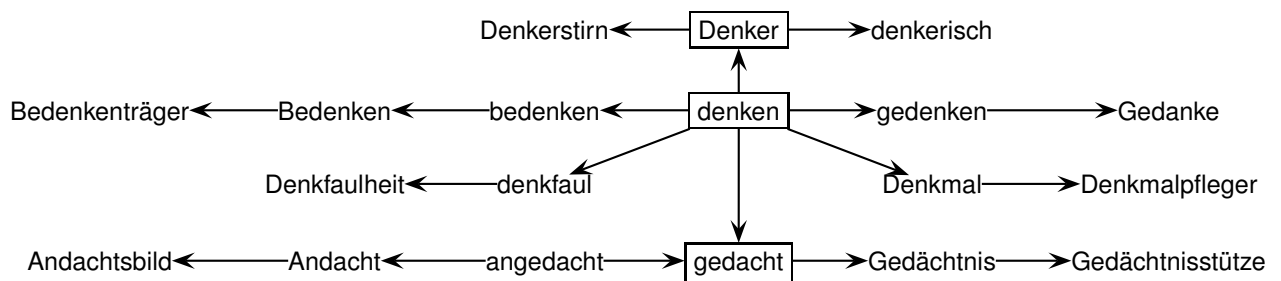 Denkerstirn Denker denkerisch
Bedenkenträger Bedenken bedenken denken gedenken Gedanke
Denkfaulheit denkfaul Denkmal Denkmalpfleger
Andachtsbild Andacht angedacht gedacht Gedächtnis Gedächtnisstütze